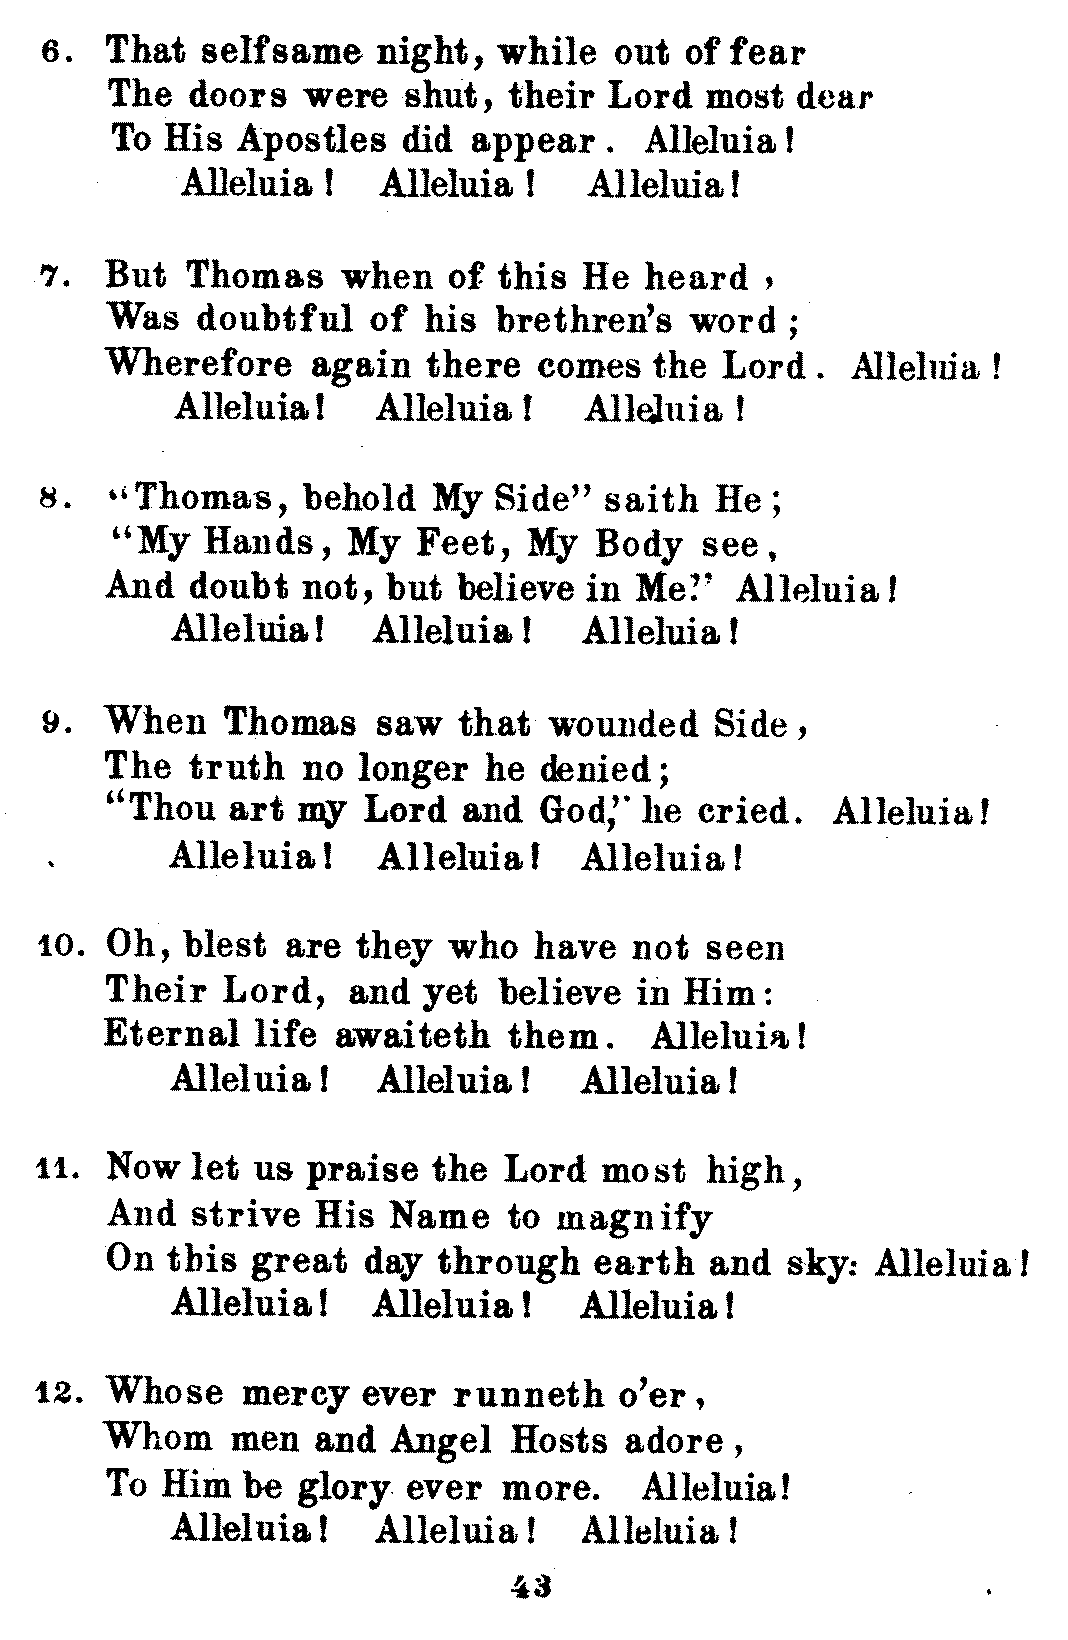 6. That selfsame night, while out of fear
The doors were shut, their Lord most dear
To His Apostles did appear. Alleluia!
Alleluia! Alleluia! Alleluia!
7. But Thomas when of this He heard,
Was doubtful of his brethren's word;
Wherefore again there comes the Lord. Alleluia!
Alleluia! Alleluia! Alleluia!
8. "Thomas, behold My Side" saith He;
"My Hands, My Feet, My Body see,
And doubt not, but believe in Me." Alleluia!
Alleluia! Alleluia! Alleluia!
9. When Thomas saw that wounded Side,
The truth no longer he denied;
"Thou art my Lord and God," he cried. Alleluia!
Alleluia! Alleluia! Alleluia!
10. Oh, blest are they who have not seen
Their Lord, and yet believe in Him:
Eternal life awaiteth them. Alleluia!
Alleluia! Alleluia! Alleluia!
11. Now let us praise the Lord most high,
And strive His Name to magnify
On this great day through earth and sky: Alleluia!
Alleluia! Alleluia! Alleluia!
12. Whose mercy ever runneth o'er,
Whom men and Angel Hosts adore,
To Him be glory ever more. Alleluia!
Alleluia! Alleluia! Alleluia!
43